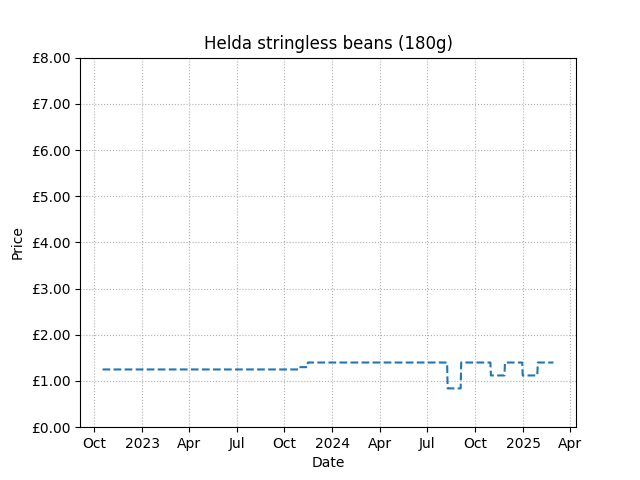 Helda stringless beans (180g)
£8.00
£7.00
£6.00
£5.00
£4.00
£3.00
£2.00
£1.00
£0.00
Price
Oct 2023 Apr Jul Oct 2024 Apr Jul Oct 2025 Apr
Date